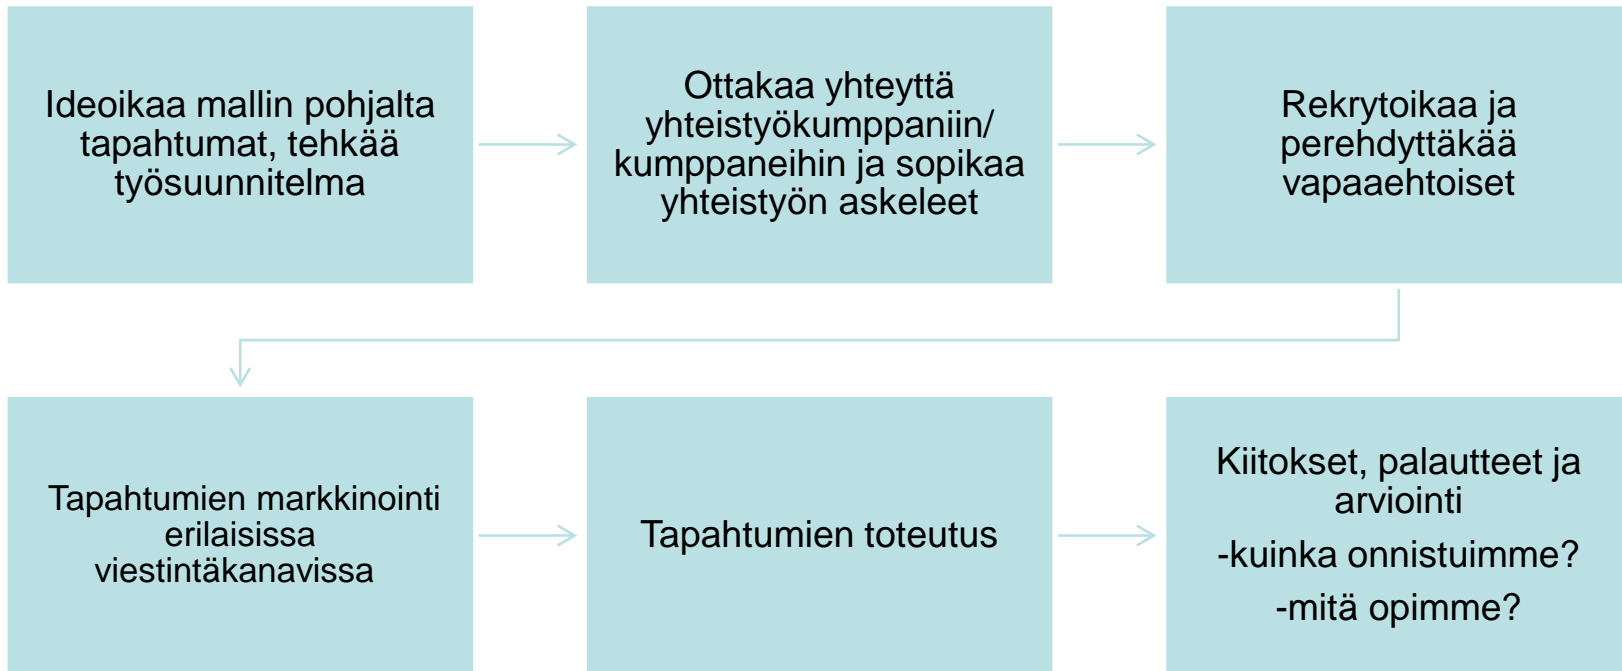 Ideoikaa mallin pohjalta
tapahtumat, tehkää
työsuunnitelma
Ottakaa yhteyttä
yhteistyökumppaniin/
kumppaneihin ja sopikaa
yhteistyön askeleet
Rekrytoikaa ja
perehdyttäkää
vapaaehtoiset
Tapahtumien markkinointi
erilaisissa
viestintäkanavissa
Tapahtumien toteutus
Kiitokset, palautteet ja
arviointi
-kuinka onnistuimme?
-mitä opimme?